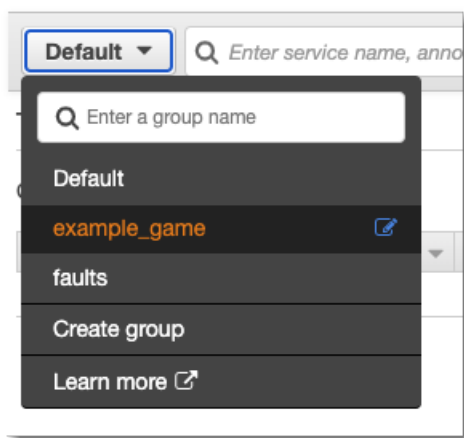 Default
Enter service name, anno
Enter a group name
Default
example_game
faults
Create group
Learn more